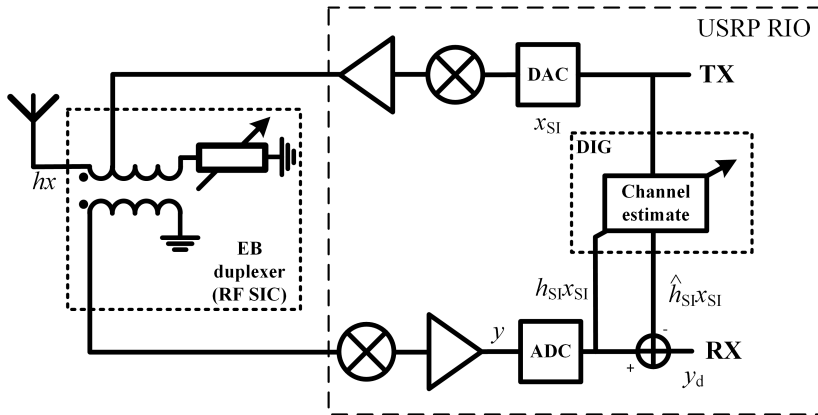 USRP RIO
DAC
TX
x_SI
DIG
hx
Channel
estimate
EB
duplexer
(RF SIC)
h_SI x_SI
ĥ_SI x_SI
-
y
ADC
RX
+
y_d